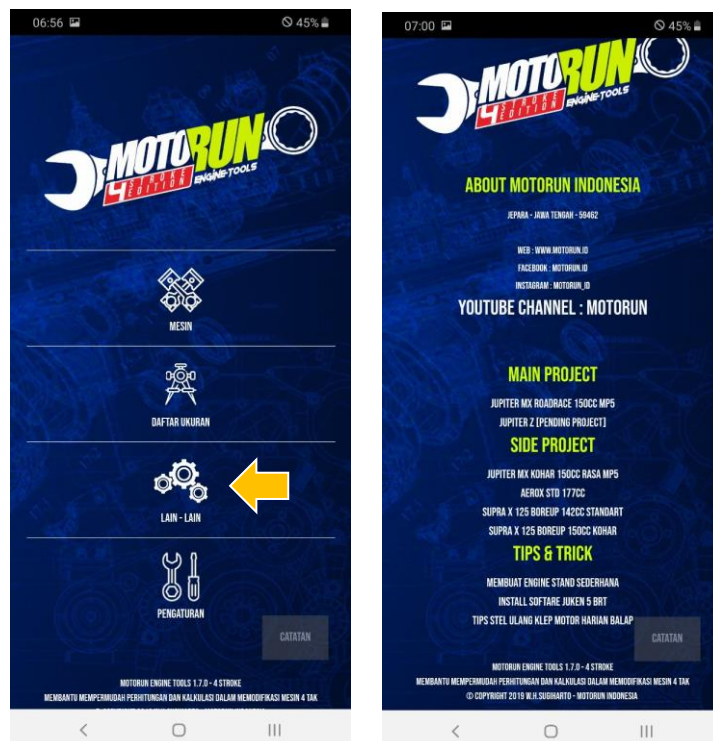 06:56
45%
MOTORUN
4 STROKE EDITION
ENGINE-TOOLS
MESIN
DAFTAR UKURAN
LAIN - LAIN
PENGATURAN
CATATAN
MOTORUN ENGINE TOOLS 1.7.0 - 4 STROKE
MEMBANTU MEMPERMUDAH PERHITUNGAN DAN KALKULASI DALAM MEMODIFIKASI MESIN 4 TAK
07:00
45%
MOTORUN
4 STROKE EDITION
ENGINE-TOOLS
ABOUT MOTORUN INDONESIA
JEPARA - JAWA TENGAH - 59462
WEB : WWW.MOTORUN.ID
FACEBOOK : MOTORUN.ID
INSTAGRAM : MOTORUN_ID
YOUTUBE CHANNEL : MOTORUN
MAIN PROJECT
JUPITER MX ROADRACE 150CC MP5
JUPITER Z [PENDING PROJECT]
SIDE PROJECT
JUPITER MX KOHAR 150CC RASA MP5
AEROX STD 177CC
SUPRA X 125 BOREUP 142CC STANDART
SUPRA X 125 BOREUP 150CC KOHAR
TIPS & TRICK
MEMBUAT ENGINE STAND SEDERHANA
INSTALL SOFTARE JUKEN 5 BRT
TIPS STEL ULANG KLEP MOTOR HARIAN BALAP
CATATAN
MOTORUN ENGINE TOOLS 1.7.0 - 4 STROKE
MEMBANTU MEMPERMUDAH PERHITUNGAN DAN KALKULASI DALAM MEMODIFIKASI MESIN 4 TAK
© COPYRIGHT 2019 W.H.SUGIHARTO - MOTORUN INDONESIA